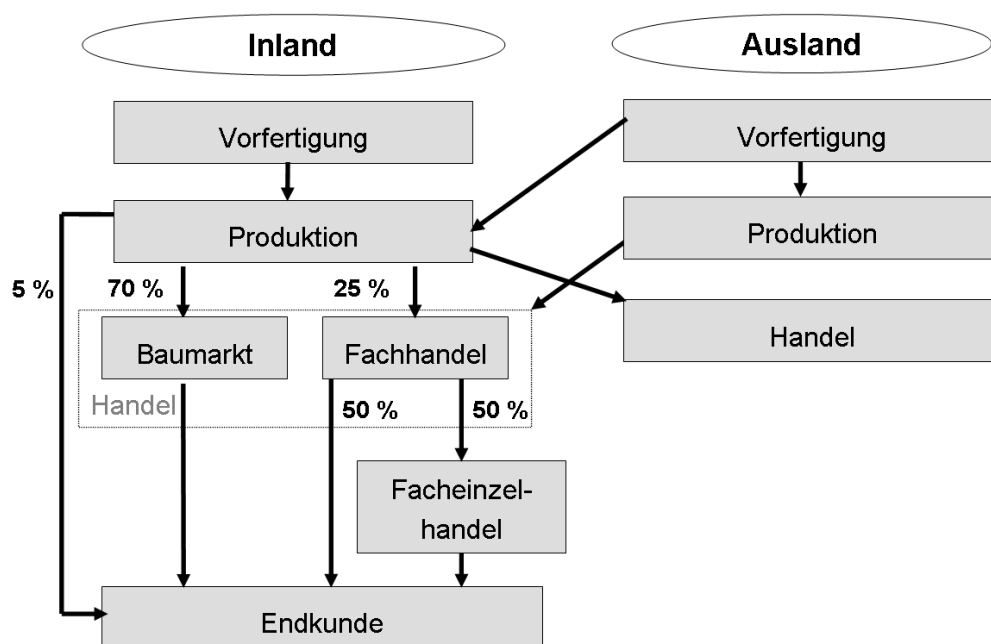 Inland
Ausland
Vorfertigung
Vorfertigung
Produktion
Produktion
5 %
70 %
25 %
Baumarkt
Fachhandel
Handel
Handel
50 %
50 %
Facheinzel-
handel
Endkunde